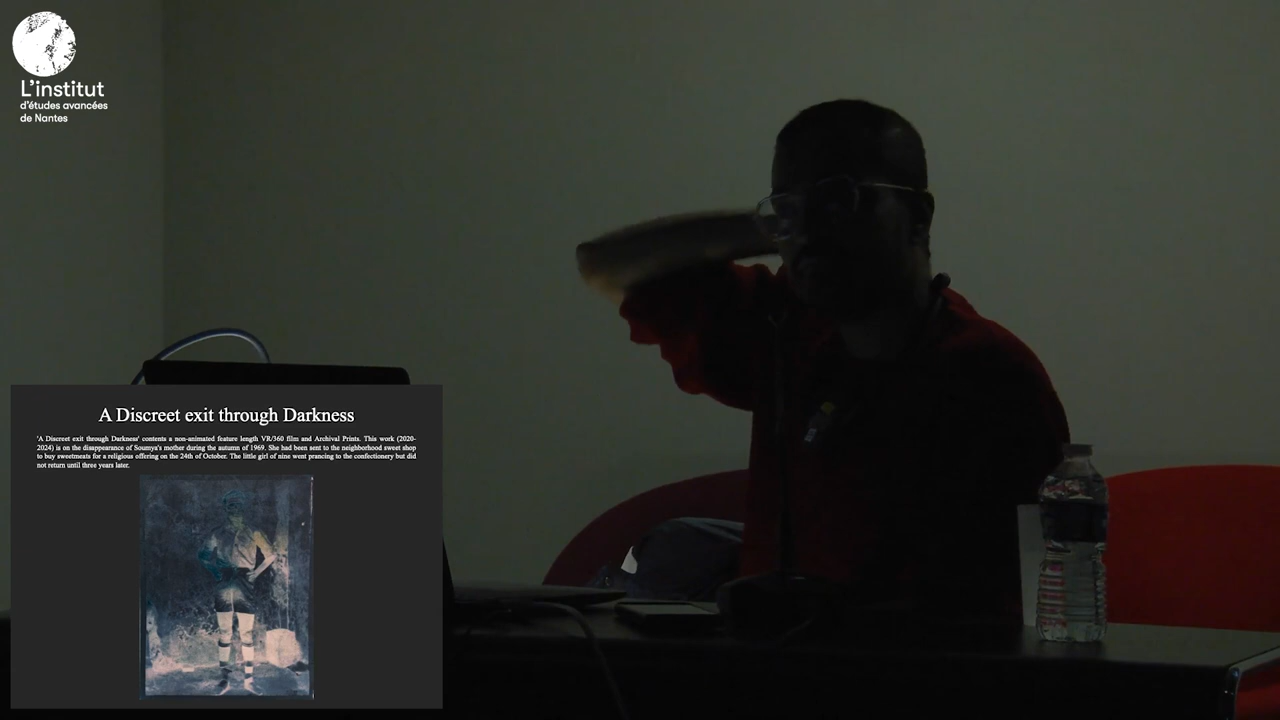 L'institut
d'études avancées
de Nantes
A Discreet exit through Darkness
'A Discreet exit through Darkness' contents a non-animated feature length VR/360 film and Archival Prints. This work (2020-
2024) is on the disappearance of Soumya's mother during the autumn of 1969. She had been sent to the neighborhood sweet shop
to buy sweetmeats for a religious offering on the 24th of October. The little girl of nine went prancing to the confectionery but did
not return until three years later.